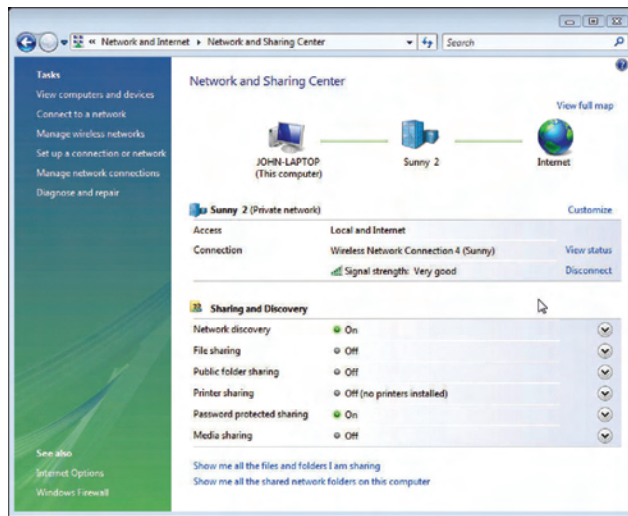 « Network and Internet ▸ Network and Sharing Center
Search
Tasks
View computers and devices
Connect to a network
Manage wireless networks
Set up a connection or network
Manage network connections
Diagnose and repair
See also
Internet Options
Windows Firewall
Network and Sharing Center
View full map
JOHN-LAPTOP
(This computer)
Sunny 2
Internet
Sunny 2 (Private network)
Customize
Access Local and Internet
Connection Wireless Network Connection 4 (Sunny) View status
Signal strength: Very good Disconnect
Sharing and Discovery
Network discovery On
File sharing Off
Public folder sharing Off
Printer sharing Off (no printers installed)
Password protected sharing On
Media sharing Off
Show me all the files and folders I am sharing
Show me all the shared network folders on this computer